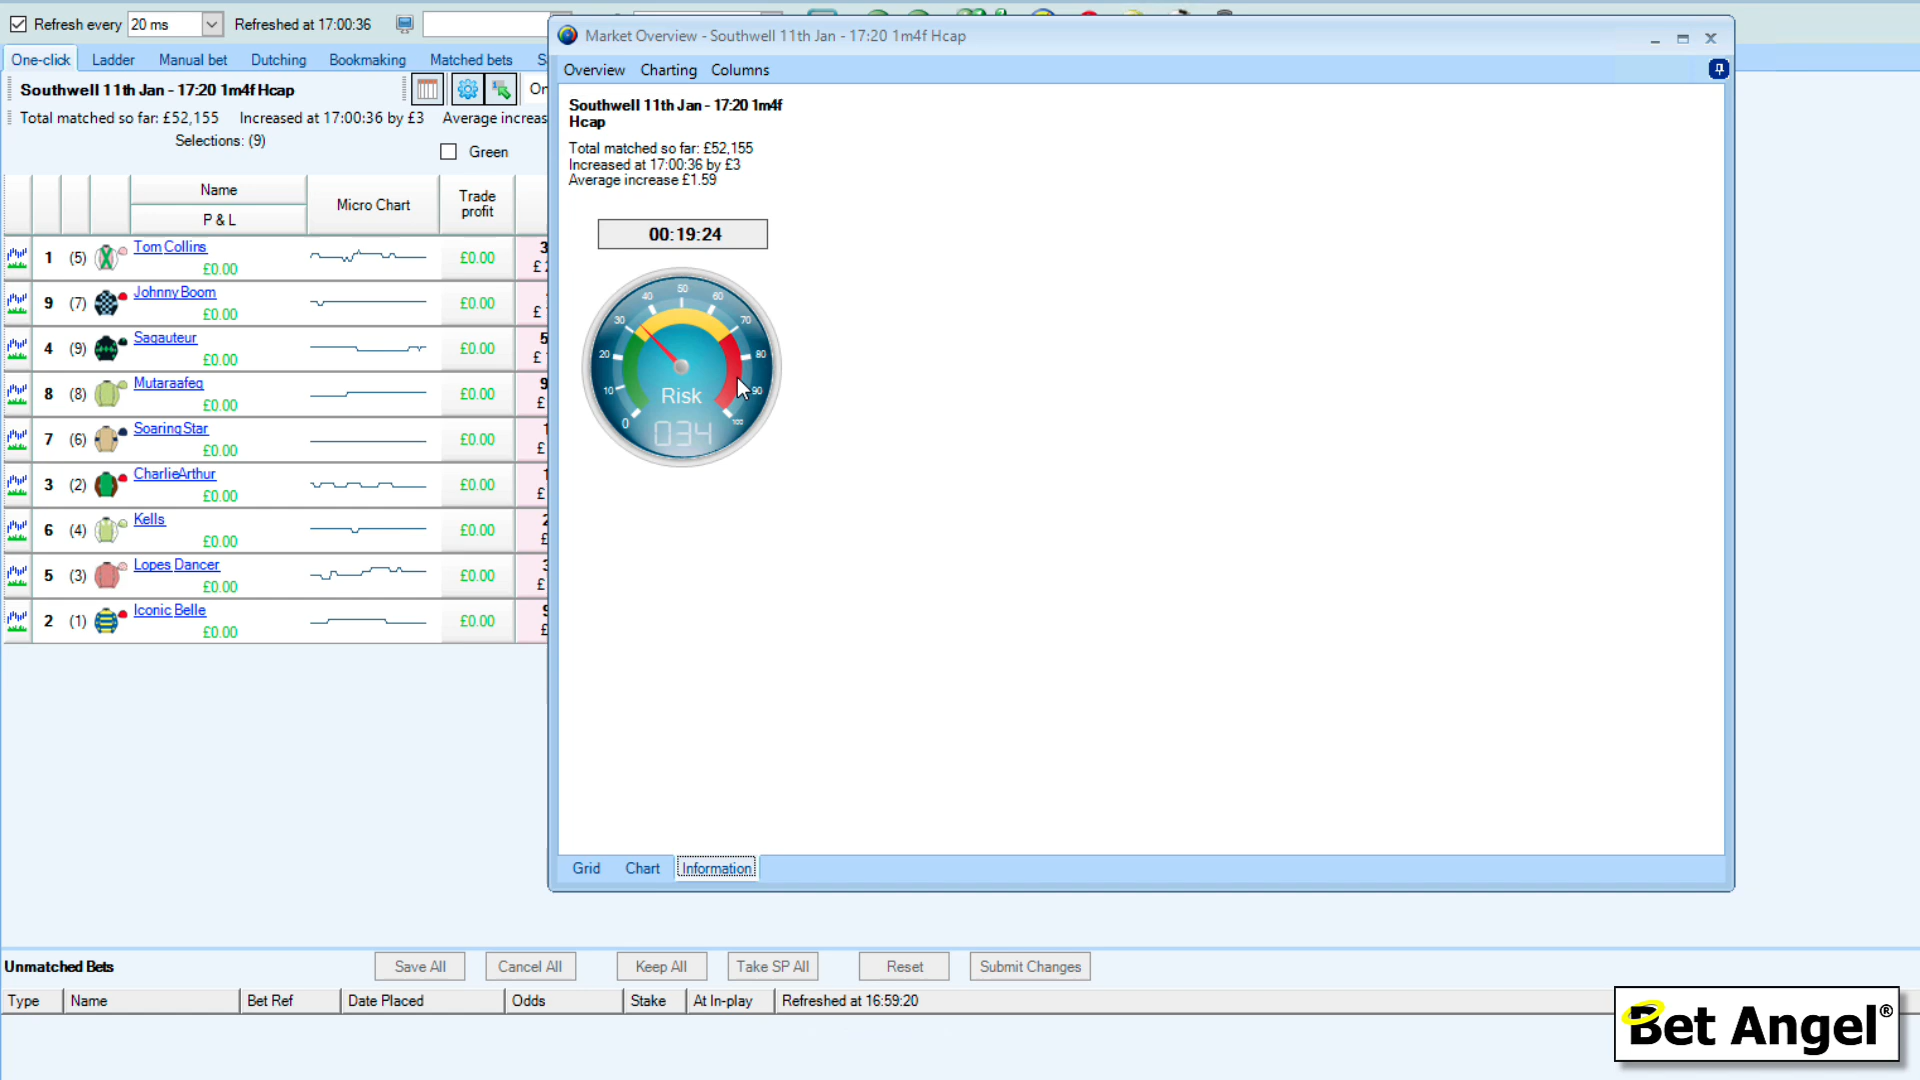 Refresh every 20 ms Refreshed at 17:00:36
One-click Ladder Manual bet Dutching Bookmaking Matched bets S
Southwell 11th Jan - 17:20 1m4f Hcap
Total matched so far: £52,155 Increased at 17:00:36 by £3 Average increas
Selections: (9)
Green
Name
P & L
Micro Chart
Trade profit
1 (5) Tom Collins £0.00 £0.00
9 (7) Johnny Boom £0.00 £0.00
4 (9) Sagauteur £0.00 £0.00
8 (8) Mutaraafeq £0.00 £0.00
7 (6) Soaring Star £0.00 £0.00
3 (2) Charlie Arthur £0.00 £0.00
6 (4) Kells £0.00 £0.00
5 (3) Lopes Dancer £0.00 £0.00
2 (1) Iconic Belle £0.00 £0.00
Market Overview - Southwell 11th Jan - 17:20 1m4f Hcap
Overview Charting Columns
Southwell 11th Jan - 17:20 1m4f
Hcap
Total matched so far: £52,155
Increased at 17:00:36 by £3
Average increase £1.59
00:19:24
0 10 20 30 40 50 60 70 80 90 100
Risk
034
Grid Chart Information
Unmatched Bets Save All Cancel All Keep All Take SP All Reset Submit Changes
Type Name Bet Ref Date Placed Odds Stake At In-play Refreshed at 16:59:20
Bet Angel®